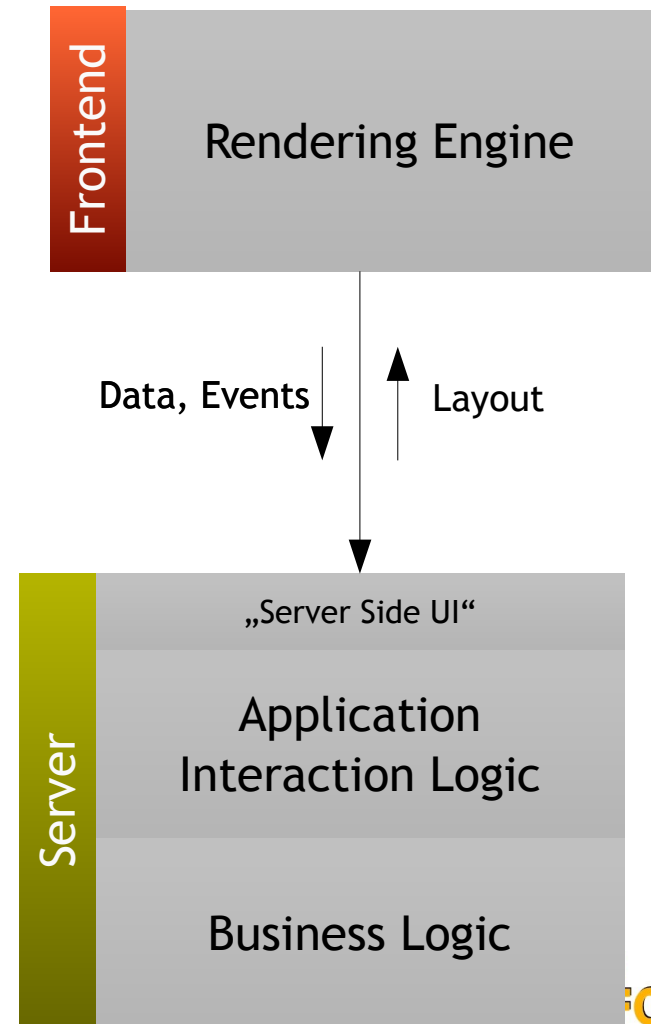 Frontend
Rendering Engine
Data, Events
Layout
„Server Side UI“
Server
Application
Interaction Logic
Business Logic